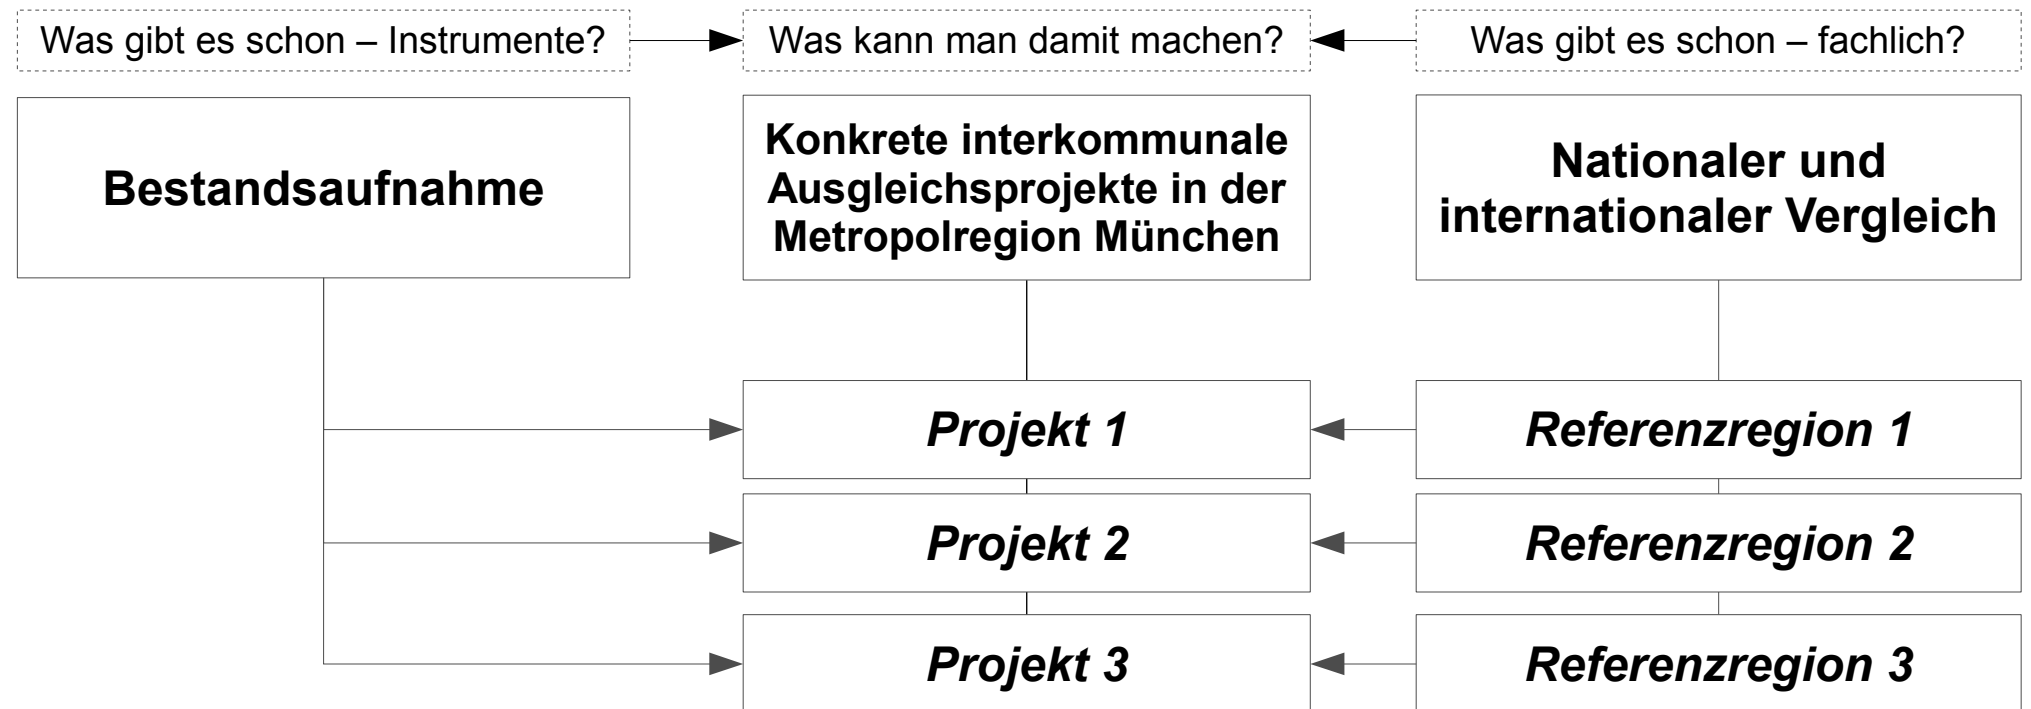 Was gibt es schon – Instrumente?
Was kann man damit machen?
Was gibt es schon – fachlich?
Bestandsaufnahme
Konkrete interkommunale
Ausgleichsprojekte in der
Metropolregion München
Nationaler und
internationaler Vergleich
Projekt 1
Referenzregion 1
Projekt 2
Referenzregion 2
Projekt 3
Referenzregion 3